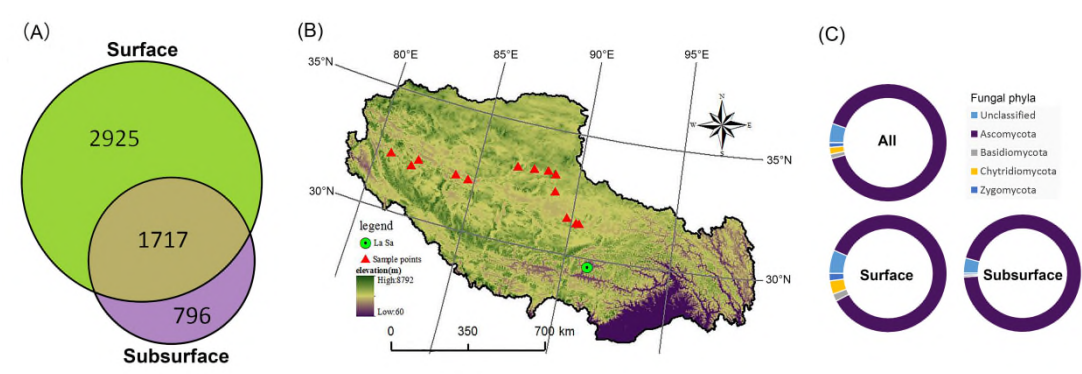 (A)
Surface
2925
1717
796
Subsurface
(B)
80°E
85°E
90°E
95°E
35°N
30°N
35°N
30°N
N
W
E
S
legend
La Sa
Sample points
elevation(m)
High:8792
Low:60
0 350 700 km
(C)
All
Fungal phyla
Unclassified
Ascomycota
Basidiomycota
Chytridiomycota
Zygomycota
Surface
Subsurface